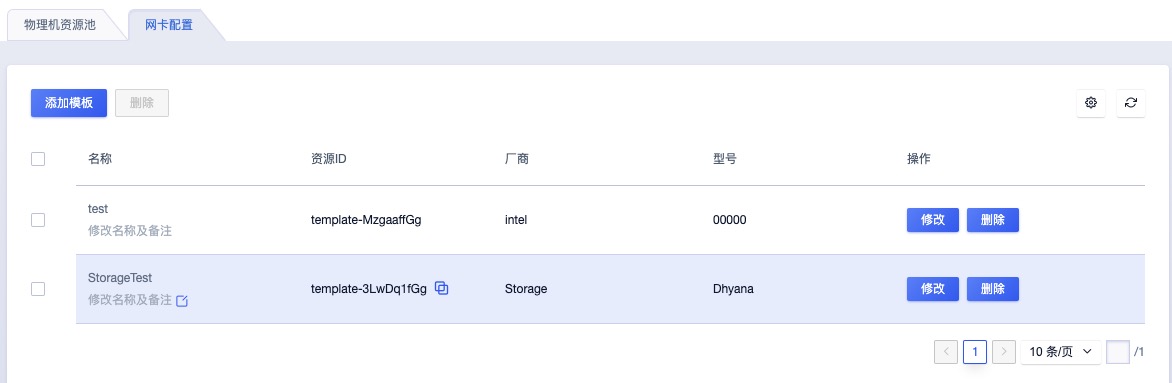 物理机资源池 网卡配置
添加模板 删除
名称 资源ID 厂商 型号 操作
test
修改名称及备注
template-MzgaaffGg intel 00000 修改 删除
StorageTest
修改名称及备注
template-3LwDq1fGg Storage Dhyana 修改 删除
1 10 条/页 /1